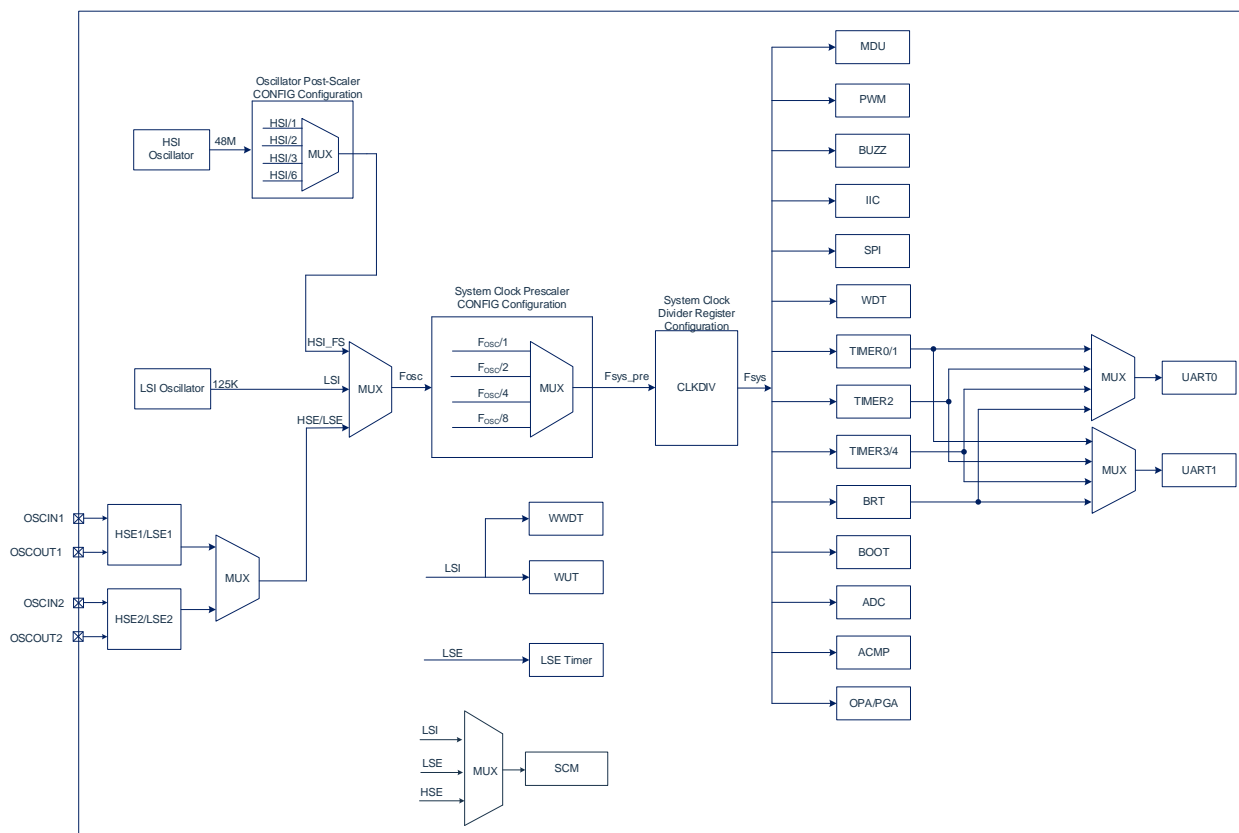 Oscillator Post-Scaler
CONFIG Configuration
HSI
Oscillator
48M
HSI/1
HSI/2
HSI/3
HSI/6
MUX
HSI_FS
LSI Oscillator
125K
LSI
HSE/LSE
MUX
Fosc
System Clock Prescaler
CONFIG Configuration
FOSC/1
FOSC/2
FOSC/4
FOSC/8
MUX
Fsys_pre
System Clock
Divider Register
Configuration
CLKDIV
Fsys
MDU
PWM
BUZZ
IIC
SPI
WDT
TIMER0/1
TIMER2
TIMER3/4
BRT
BOOT
ADC
ACMP
OPA/PGA
MUX
UART0
MUX
UART1
OSCIN1
OSCOUT1
HSE1/LSE1
OSCIN2
OSCOUT2
HSE2/LSE2
MUX
LSI
WWDT
WUT
LSE
LSE Timer
LSI
LSE
HSE
MUX
SCM